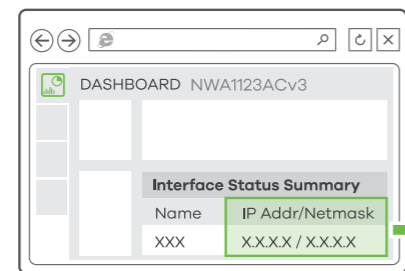 DASHBOARD NWA1123ACv3
Interface Status Summary
Name IP Addr/Netmask
XXX X.X.X.X / X.X.X.X